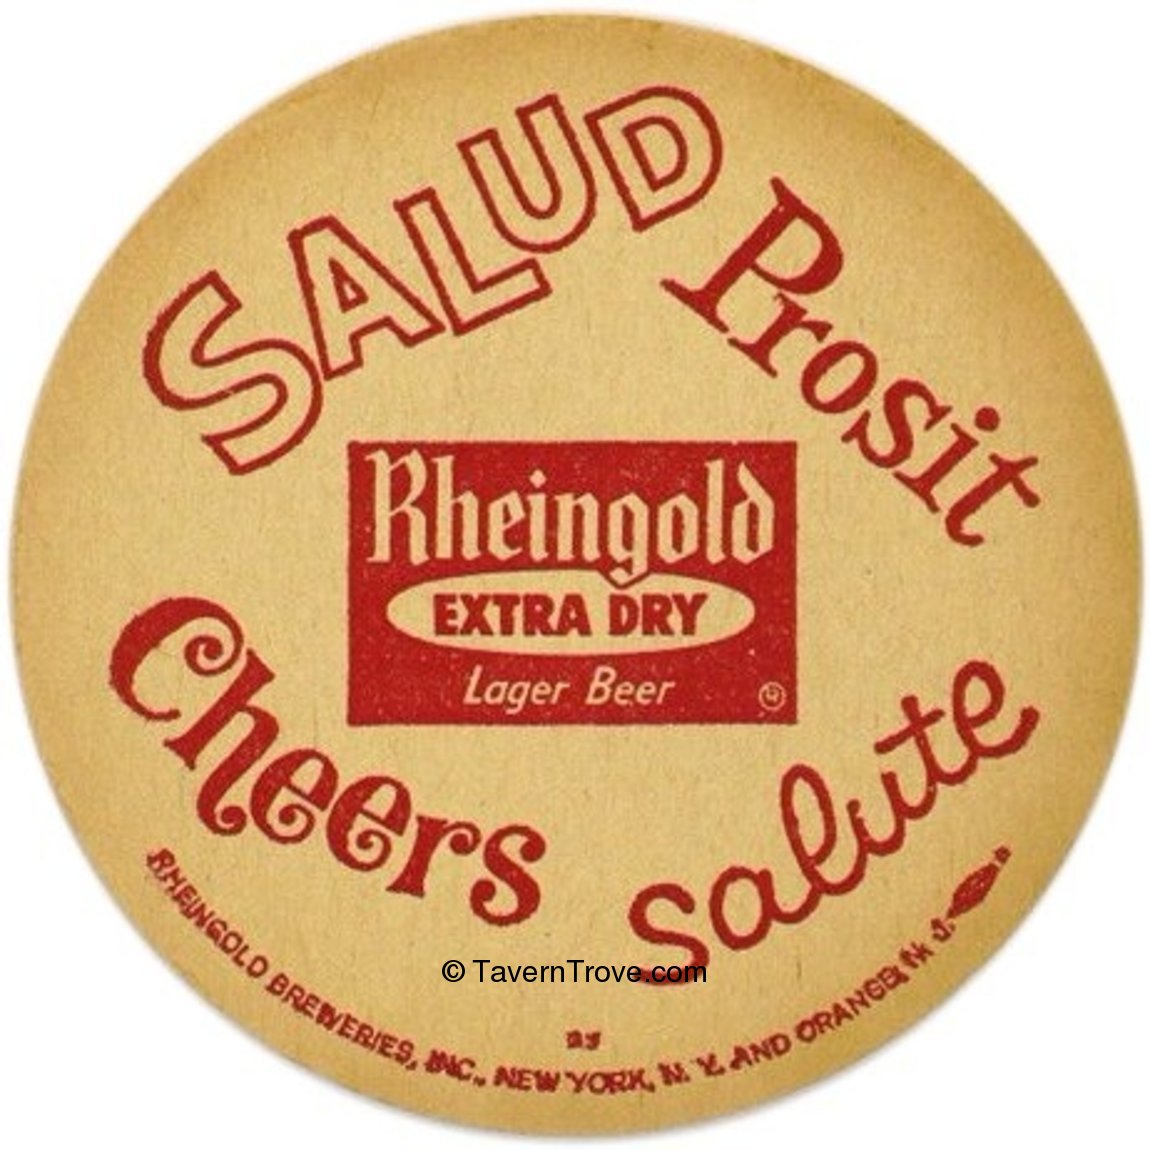 SALUD
Prosit
Rheingold
EXTRA DRY
Lager Beer
Cheers
Salute
© TavernTrove.com
RHEINGOLD BREWERIES, INC., NEW YORK, N. Y. AND ORANGE, N. J.